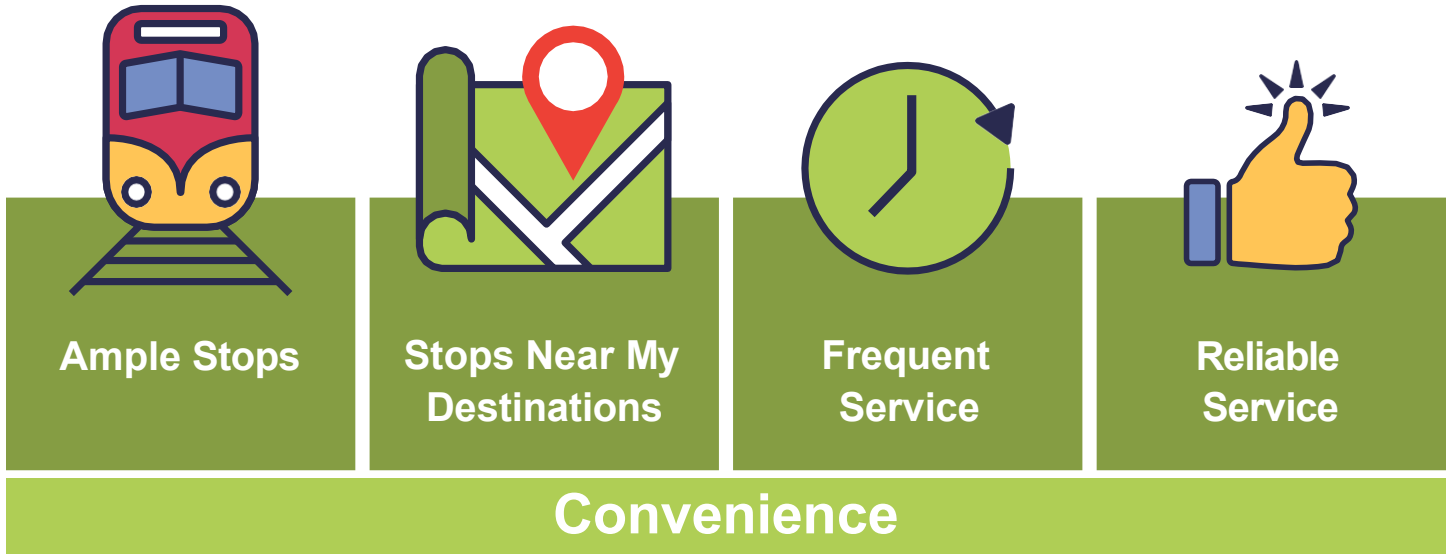 Ample Stops
Stops Near My
Destinations
Frequent
Service
Reliable
Service
Convenience